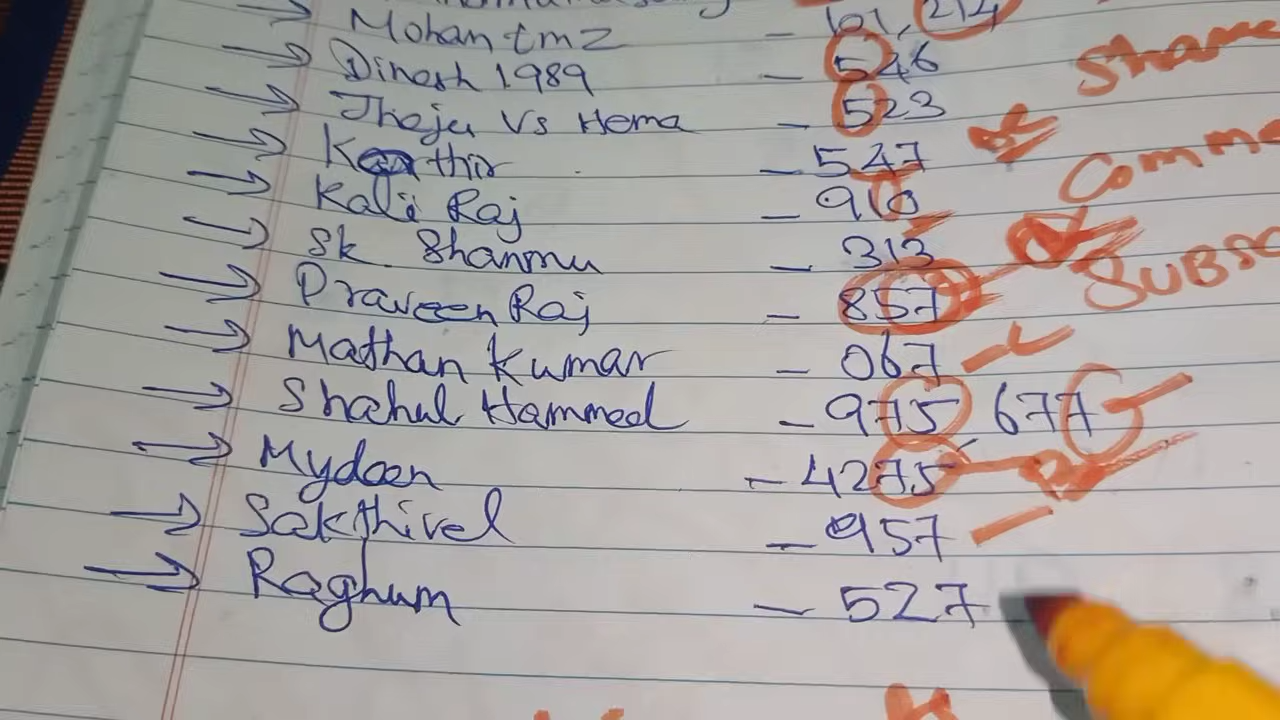 Mohan tmz - 101, 214
Dinesh 1989 - 546
Share
Theju Vs Hema - 523
Kathir - 547
Comme
Kali Raj - 910
Sk Shanmu - 313
SUBSC
Praveen Raj - 857
Mathan Kumar - 067
Shahul Hammed - 975, 677
Mydeen - 4275
Sakthivel - 957
Raghum - 527